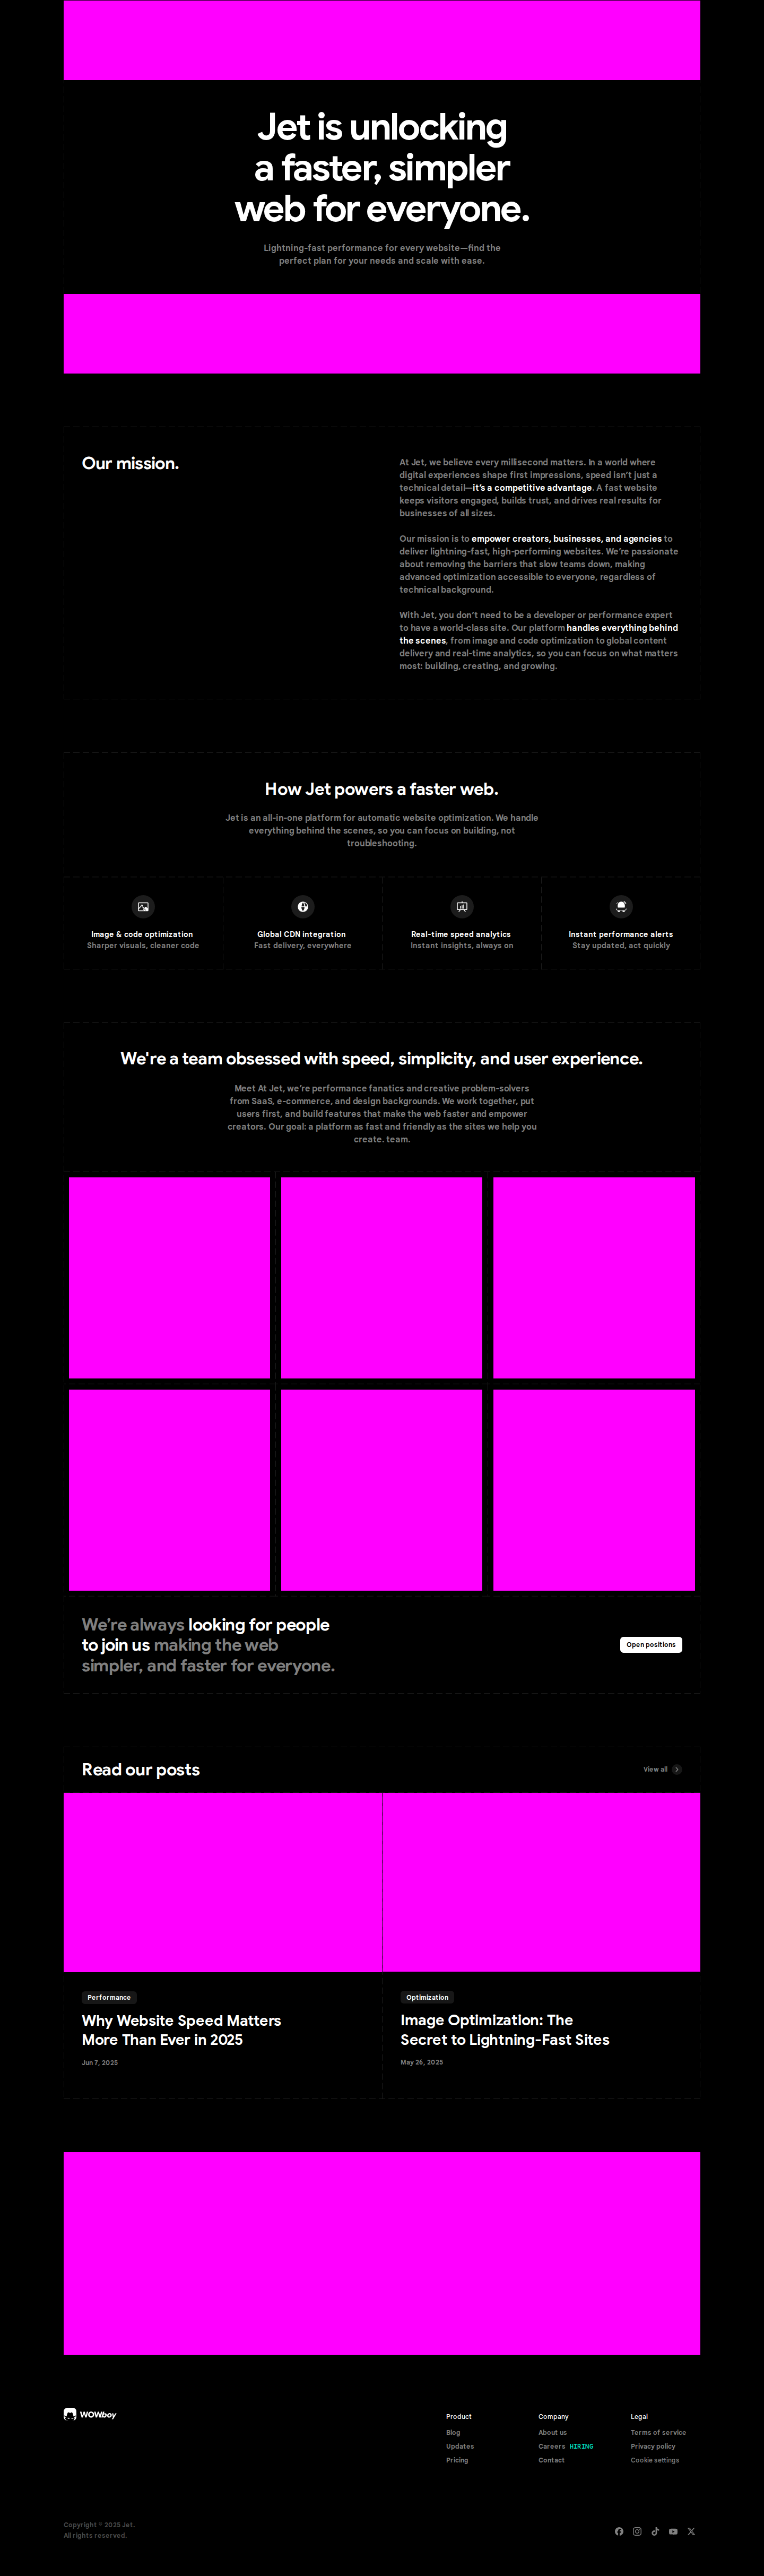 Jet is unlocking
a faster, simpler
web for everyone.
Lightning-fast performance for every website—find the
perfect plan for your needs and scale with ease.
Our mission.
At Jet, we believe every millisecond matters. In a world where
digital experiences shape first impressions, speed isn't just a
technical detail—it's a competitive advantage. A fast website
keeps visitors engaged, builds trust, and drives real results for
businesses of all sizes.
Our mission is to empower creators, businesses, and agencies to
deliver lightning-fast, high-performing websites. We're passionate
about removing the barriers that slow teams down, making
advanced optimization accessible to everyone, regardless of
technical background.
With Jet, you don't need to be a developer or performance expert
to have a world-class site. Our platform handles everything behind
the scenes, from image and code optimization to global content
delivery and real-time analytics, so you can focus on what matters
most: building, creating, and growing.
How Jet powers a faster web.
Jet is an all-in-one platform for automatic website optimization. We handle
everything behind the scenes, so you can focus on building, not
troubleshooting.
Image & code optimization
Sharper visuals, cleaner code
Global CDN integration
Fast delivery, everywhere
Real-time speed analytics
Instant insights, always on
Instant performance alerts
Stay updated, act quickly
We're a team obsessed with speed, simplicity, and user experience.
Meet At Jet, we're performance fanatics and creative problem-solvers
from SaaS, e-commerce, and design backgrounds. We work together, put
users first, and build features that make the web faster and empower
creators. Our goal: a platform as fast and friendly as the sites we help you
create. team.
We're always looking for people
to join us making the web
simpler, and faster for everyone.
Open positions
Read our posts
View all
Performance
Why Website Speed Matters
More Than Ever in 2025
Jun 7, 2025
Optimization
Image Optimization: The
Secret to Lightning-Fast Sites
May 26, 2025
WOWboy
Product
Blog
Updates
Pricing
Company
About us
Careers HIRING
Contact
Legal
Terms of service
Privacy policy
Cookie settings
Copyright © 2025 Jet.
All rights reserved.